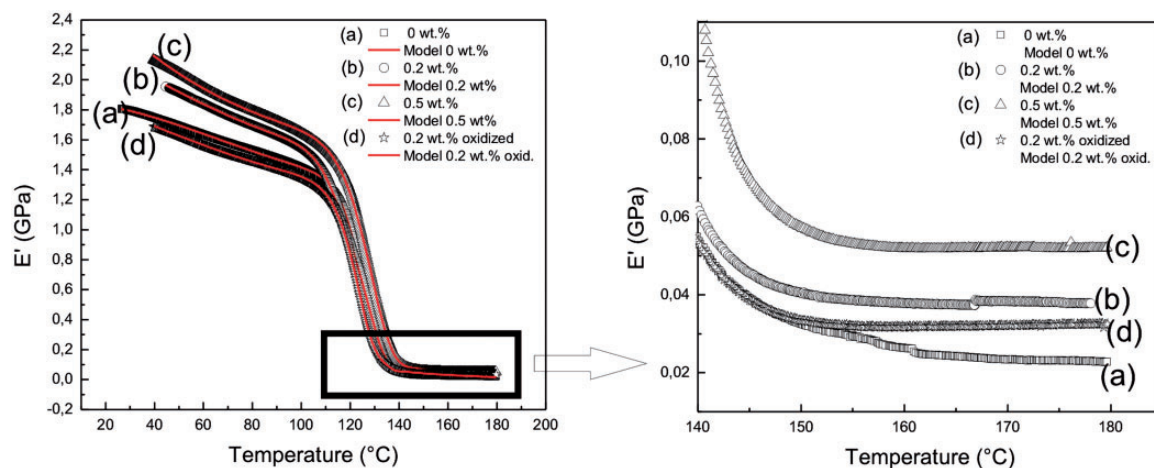 2,4
2,2
2,0
1,8
1,6
1,4
1,2
1,0
0,8
0,6
0,4
0,2
0,0
-0,2
E' (GPa)
20 40 60 80 100 120 140 160 180 200
Temperature (°C)
(c)
(b)
(a)
(d)
(a) 0 wt.%
Model 0 wt.%
(b) 0.2 wt.%
Model 0.2 wt%
(c) 0.5 wt.%
Model 0.5 wt%
(d) 0.2 wt.% oxidized
Model 0.2 wt.% oxid.
0,10
0,08
0,06
0,04
0,02
E' (GPa)
140 150 160 170 180
Temperature (°C)
(a) 0 wt.%
Model 0 wt.%
(b) 0.2 wt.%
Model 0.2 wt.%
(c) 0.5 wt.%
Model 0.5 wt.%
(d) 0.2 wt.% oxidized
Model 0.2 wt.% oxid.
(c)
(b)
(d)
(a)